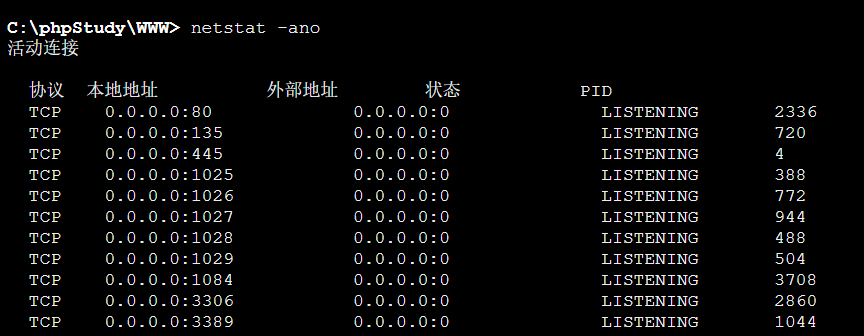 C:\phpStudy\WWW> netstat -ano
活动连接
协议 本地地址 外部地址 状态 PID
TCP 0.0.0.0:80 0.0.0.0:0 LISTENING 2336
TCP 0.0.0.0:135 0.0.0.0:0 LISTENING 720
TCP 0.0.0.0:445 0.0.0.0:0 LISTENING 4
TCP 0.0.0.0:1025 0.0.0.0:0 LISTENING 388
TCP 0.0.0.0:1026 0.0.0.0:0 LISTENING 772
TCP 0.0.0.0:1027 0.0.0.0:0 LISTENING 944
TCP 0.0.0.0:1028 0.0.0.0:0 LISTENING 488
TCP 0.0.0.0:1029 0.0.0.0:0 LISTENING 504
TCP 0.0.0.0:1084 0.0.0.0:0 LISTENING 3708
TCP 0.0.0.0:3306 0.0.0.0:0 LISTENING 2860
TCP 0.0.0.0:3389 0.0.0.0:0 LISTENING 1044